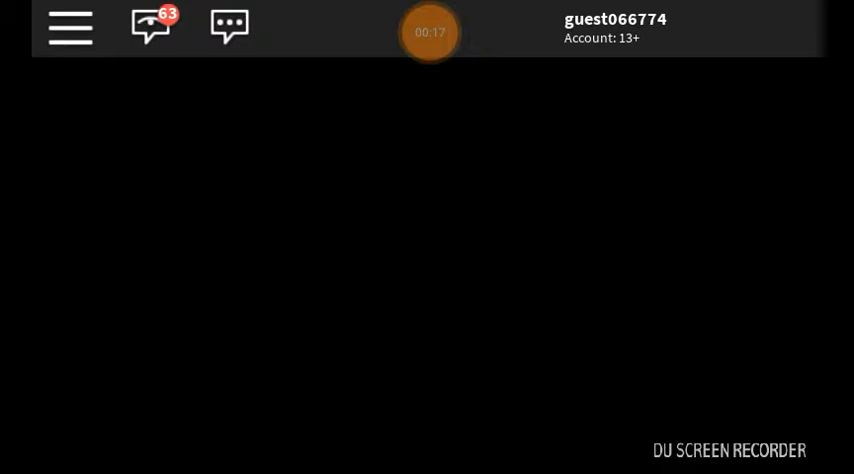 63
00:17
guest066774
Account: 13+
DU SCREEN RECORDER